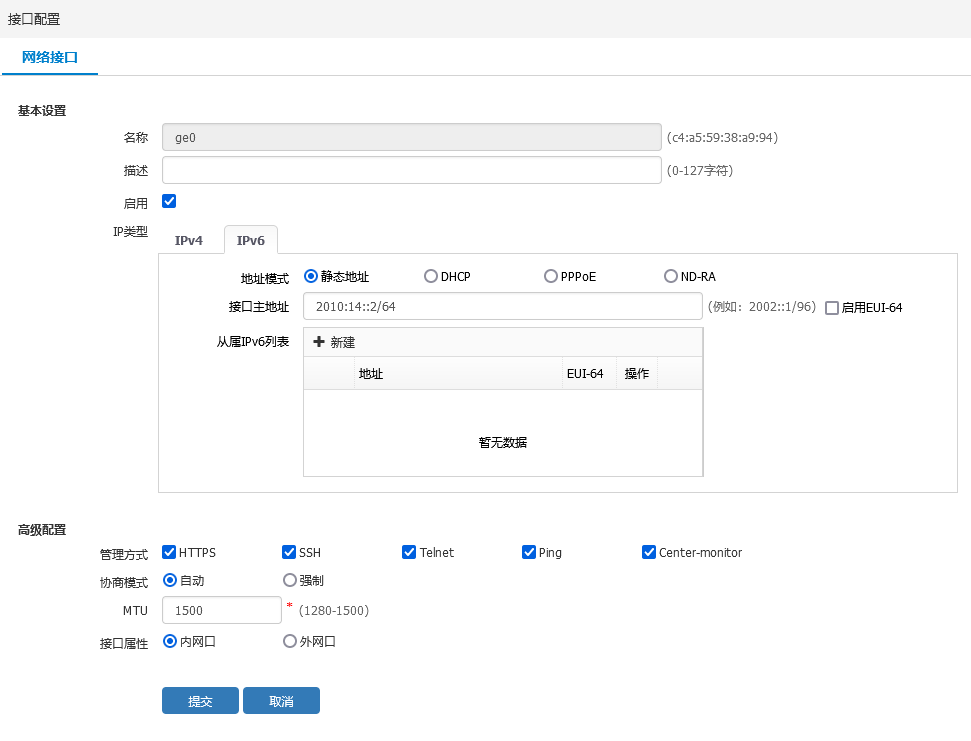 接口配置
网络接口
基本设置
名称 ge0 (c4:a5:59:38:a9:94)
描述 (0-127字符)
启用
IP类型 IPv4 IPv6
地址模式 静态地址 DHCP PPPoE ND-RA
接口主地址 2010:14::2/64 (例如：2002::1/96) 启用EUI-64
从属IPv6列表 新建
地址 EUI-64 操作
暂无数据
高级配置
管理方式 HTTPS SSH Telnet Ping Center-monitor
协商模式 自动 强制
MTU 1500 * (1280-1500)
接口属性 内网口 外网口
提交 取消